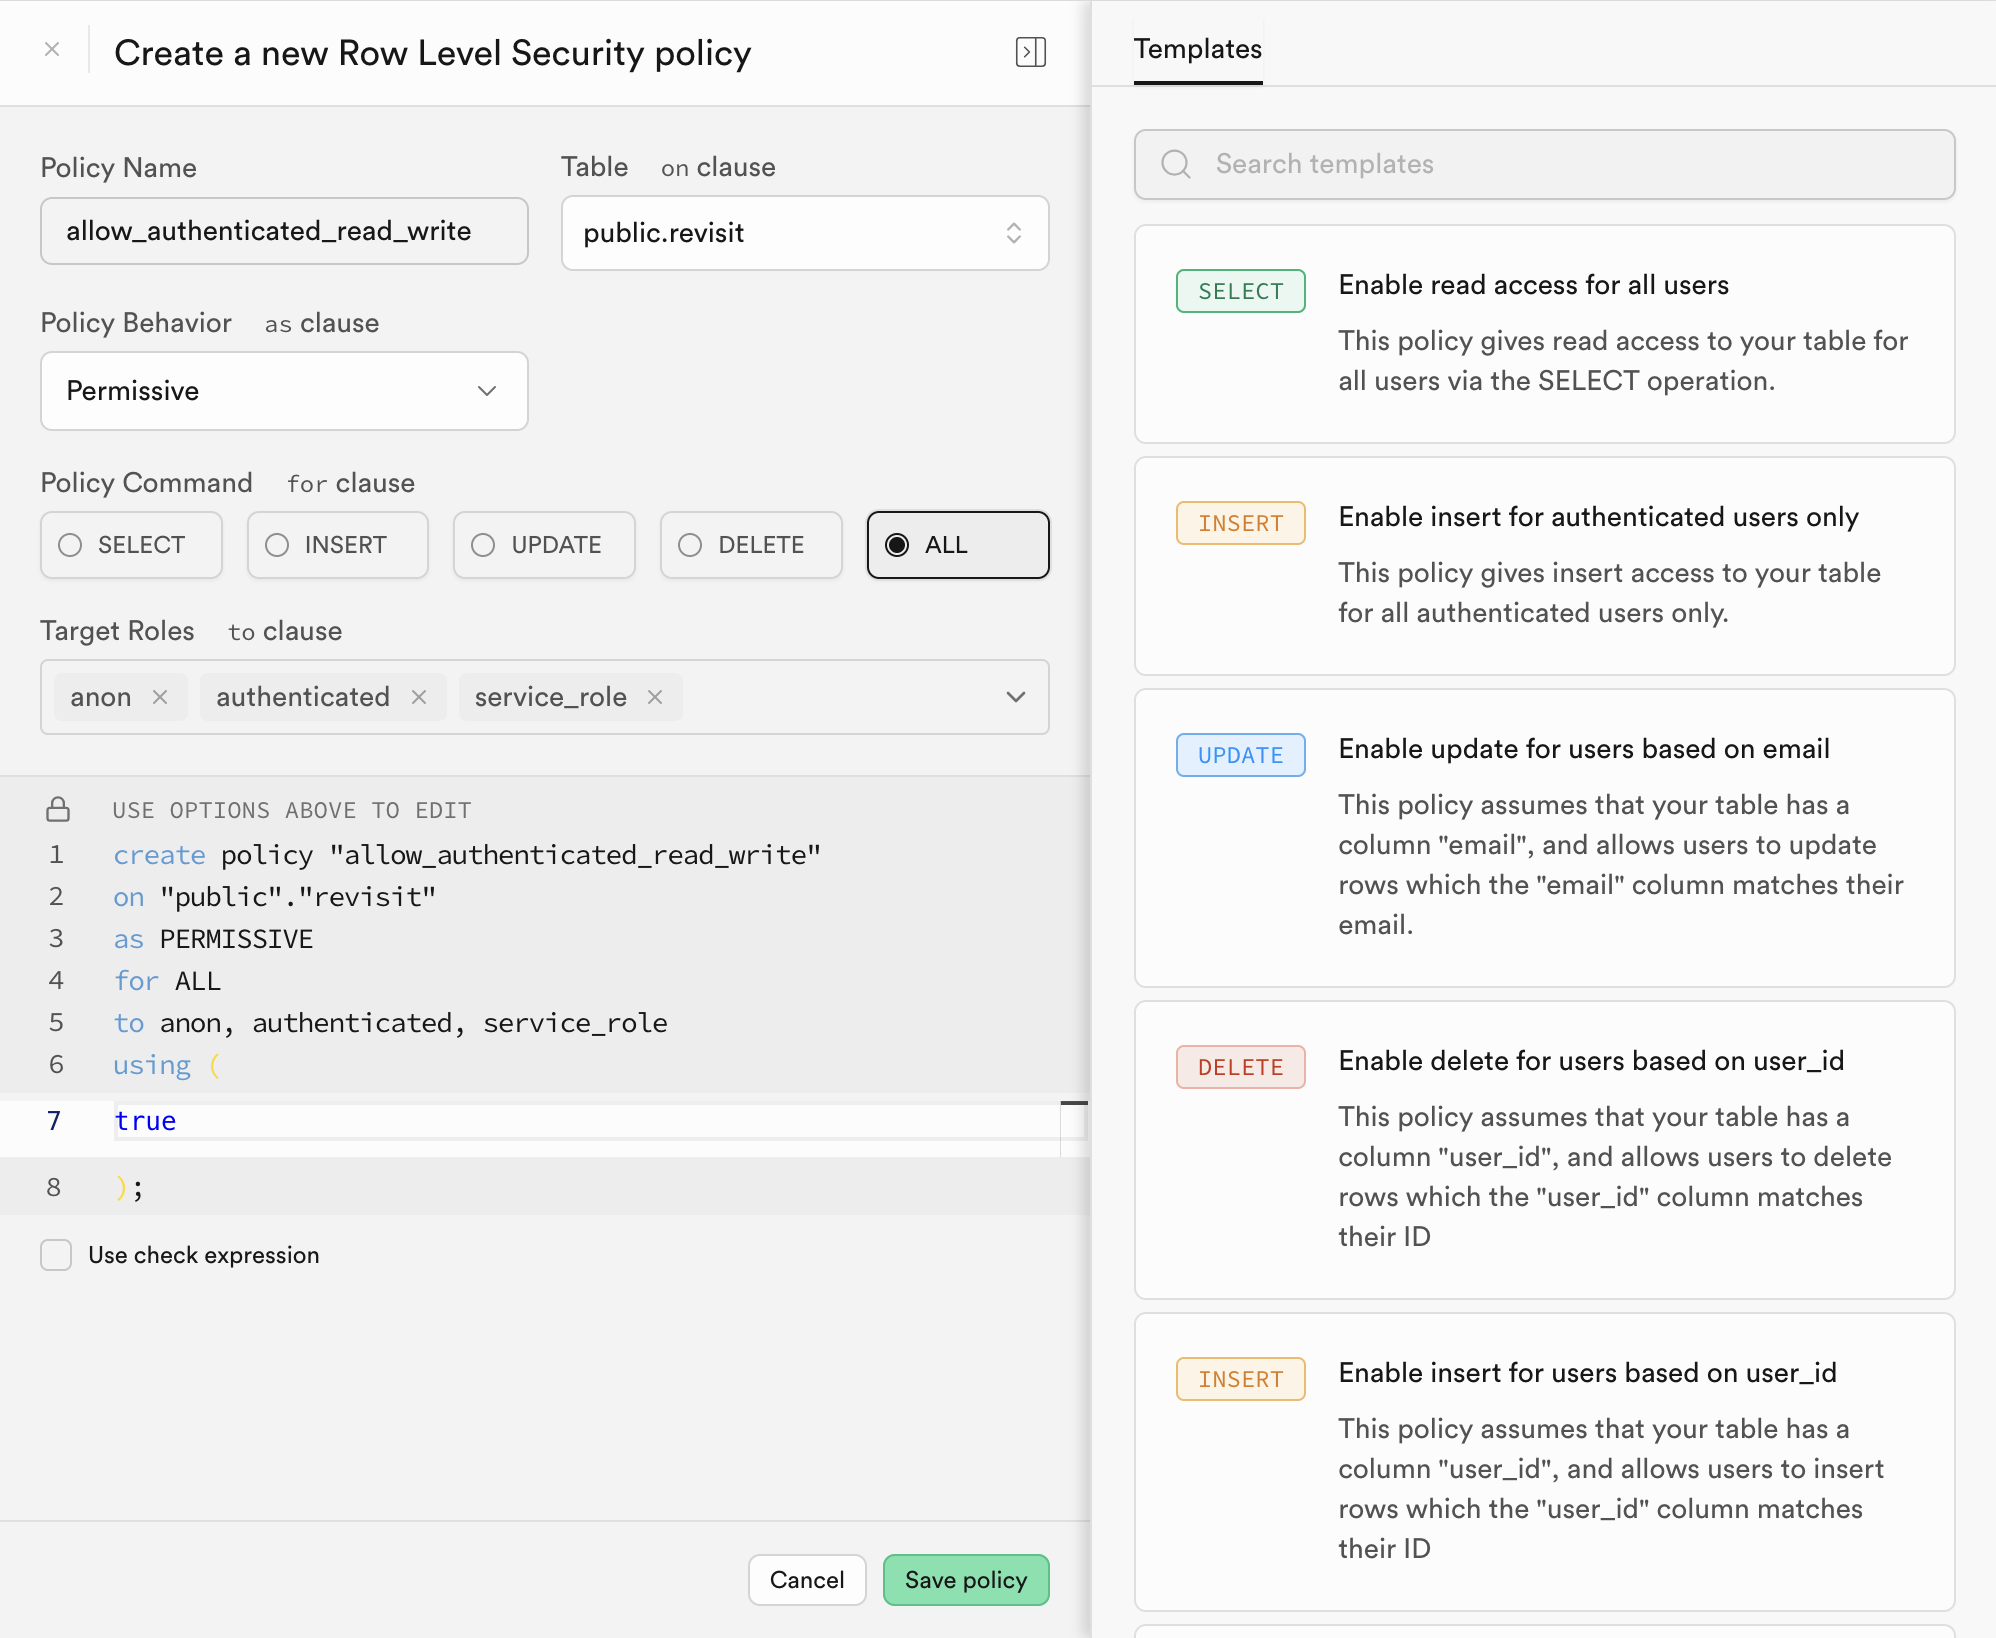 Create a new Row Level Security policy
Policy Name
Table on clause
allow_authenticated_read_write
public.revisit
Policy Behavior as clause
Permissive
Policy Command for clause
SELECT INSERT UPDATE DELETE ALL
Target Roles to clause
anon authenticated service_role
USE OPTIONS ABOVE TO EDIT
1 create policy "allow_authenticated_read_write"
2 on "public"."revisit"
3 as PERMISSIVE
4 for ALL
5 to anon, authenticated, service_role
6 using (
7 true
8 );
Use check expression
Cancel Save policy
Templates
Search templates
SELECT Enable read access for all users
This policy gives read access to your table for
all users via the SELECT operation.
INSERT Enable insert for authenticated users only
This policy gives insert access to your table
for all authenticated users only.
UPDATE Enable update for users based on email
This policy assumes that your table has a
column "email", and allows users to update
rows which the "email" column matches their
email.
DELETE Enable delete for users based on user_id
This policy assumes that your table has a
column "user_id", and allows users to delete
rows which the "user_id" column matches
their ID
INSERT Enable insert for users based on user_id
This policy assumes that your table has a
column "user_id", and allows users to insert
rows which the "user_id" column matches
their ID